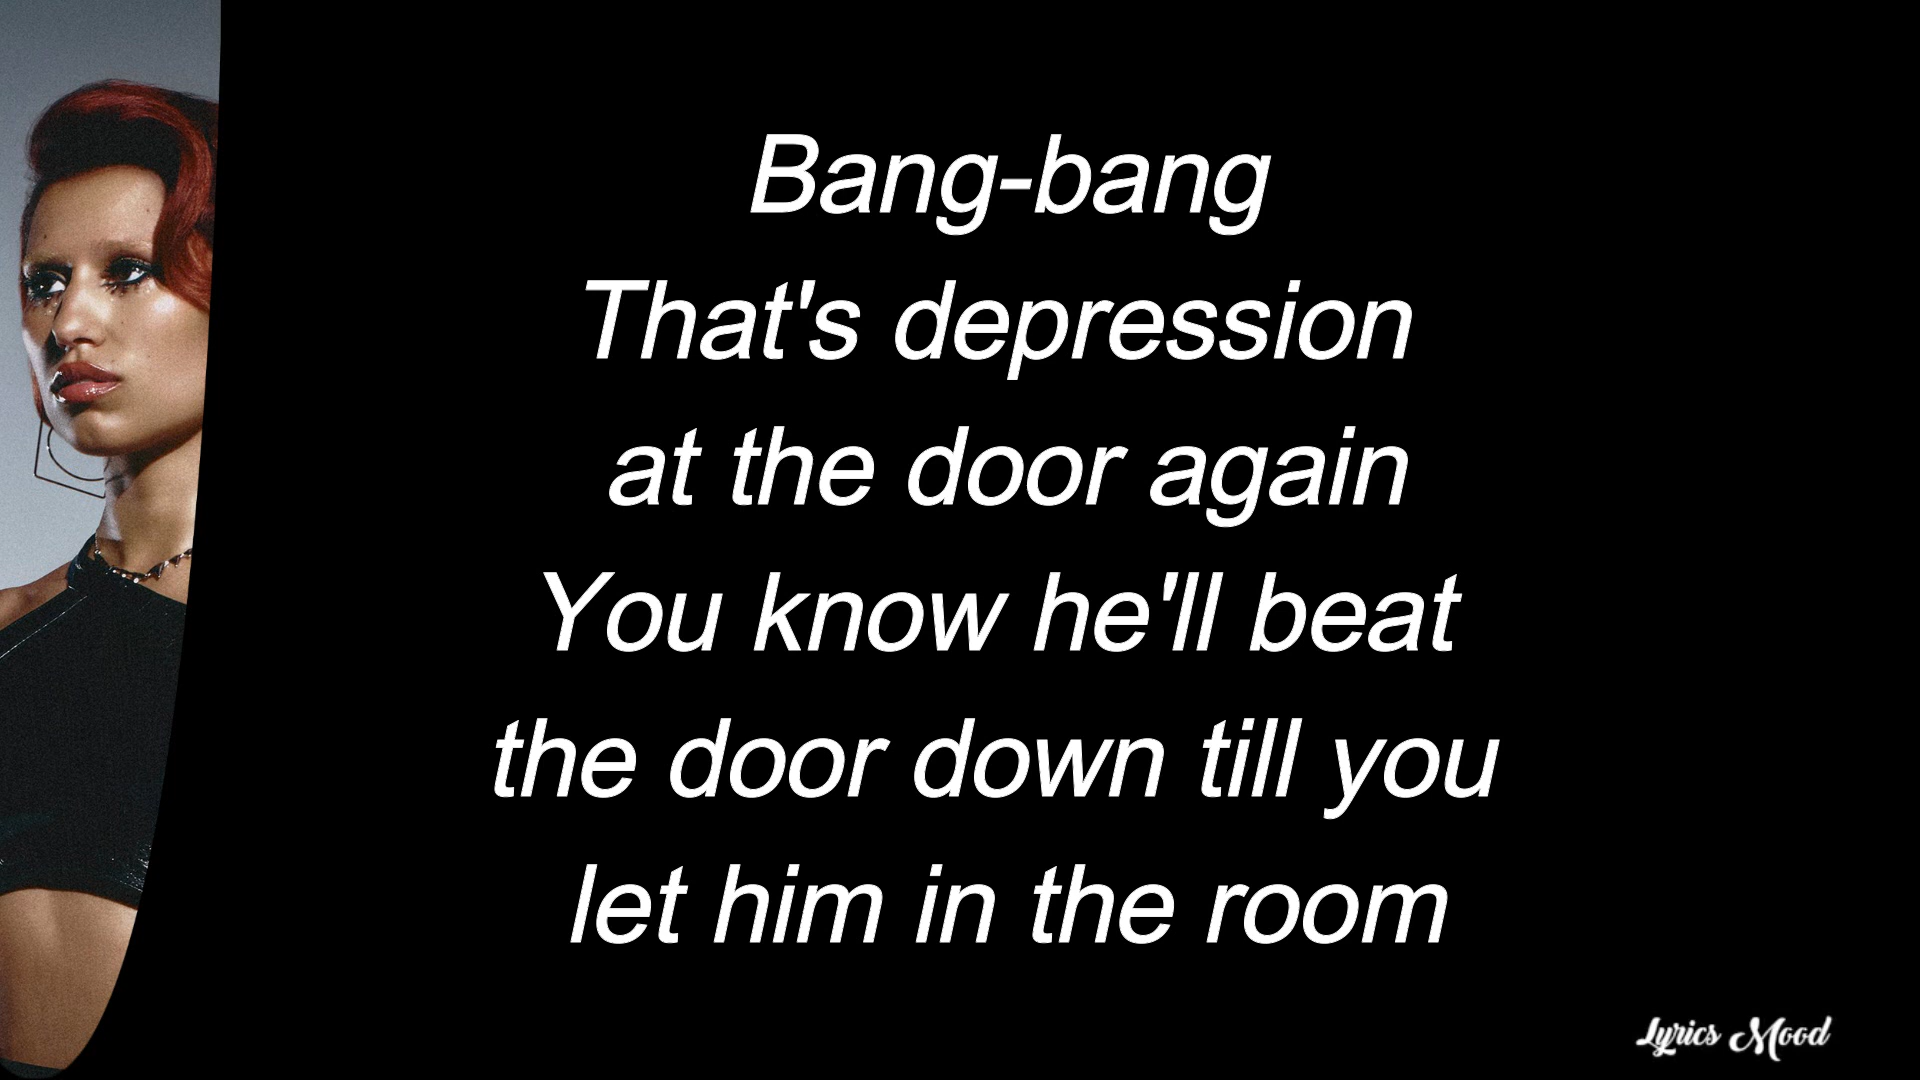 Bang-bang
That's depression
at the door again
You know he'll beat
the door down till you
let him in the room
Lyrics Mood